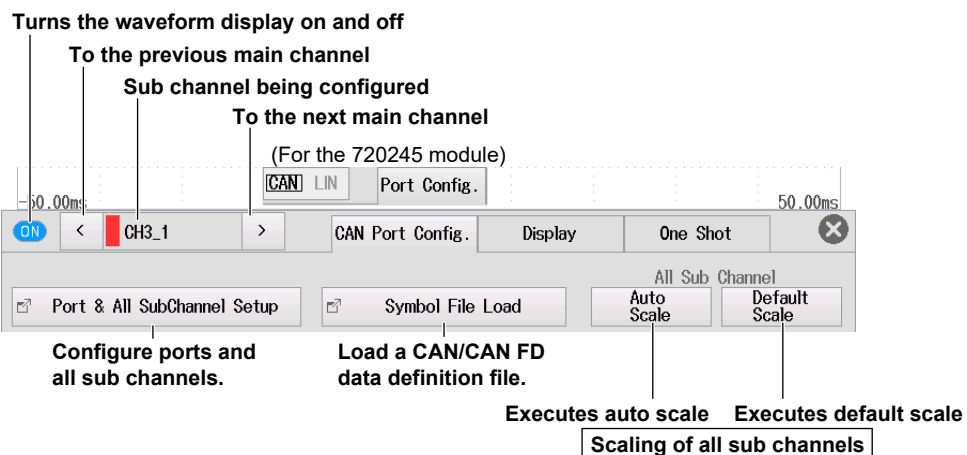 Turns the waveform display on and off
To the previous main channel
Sub channel being configured
To the next main channel
(For the 720245 module)
CAN LIN Port Config.
-50.00ms 50.00ms
ON < CH3_1 > CAN Port Config. Display One Shot
All Sub Channel
Port & All SubChannel Setup Symbol File Load Auto Scale Default Scale
Configure ports and all sub channels.
Load a CAN/CAN FD data definition file.
Executes auto scale Executes default scale
Scaling of all sub channels